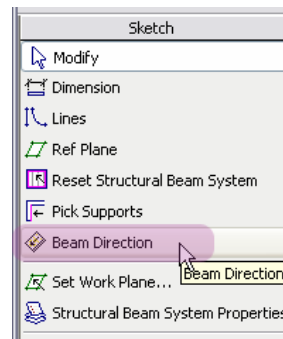 Sketch
Modify
Dimension
Lines
Ref Plane
Reset Structural Beam System
Pick Supports
Beam Direction
Set Work Plane...
Beam Direction
Structural Beam System Properties